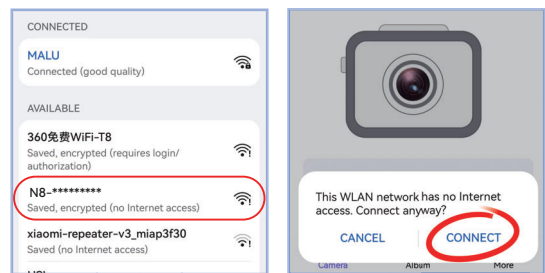 CONNECTED
MALU
Connected (good quality)
AVAILABLE
360免费WiFi-T8
Saved, encrypted (requires login/
authorization)
N8-*********
Saved, encrypted (no Internet access)
xiaomi-repeater-v3_miap3f30
Saved (no Internet access)
This WLAN network has no Internet
access. Connect anyway?
CANCEL
CONNECT
Camera
Album
More